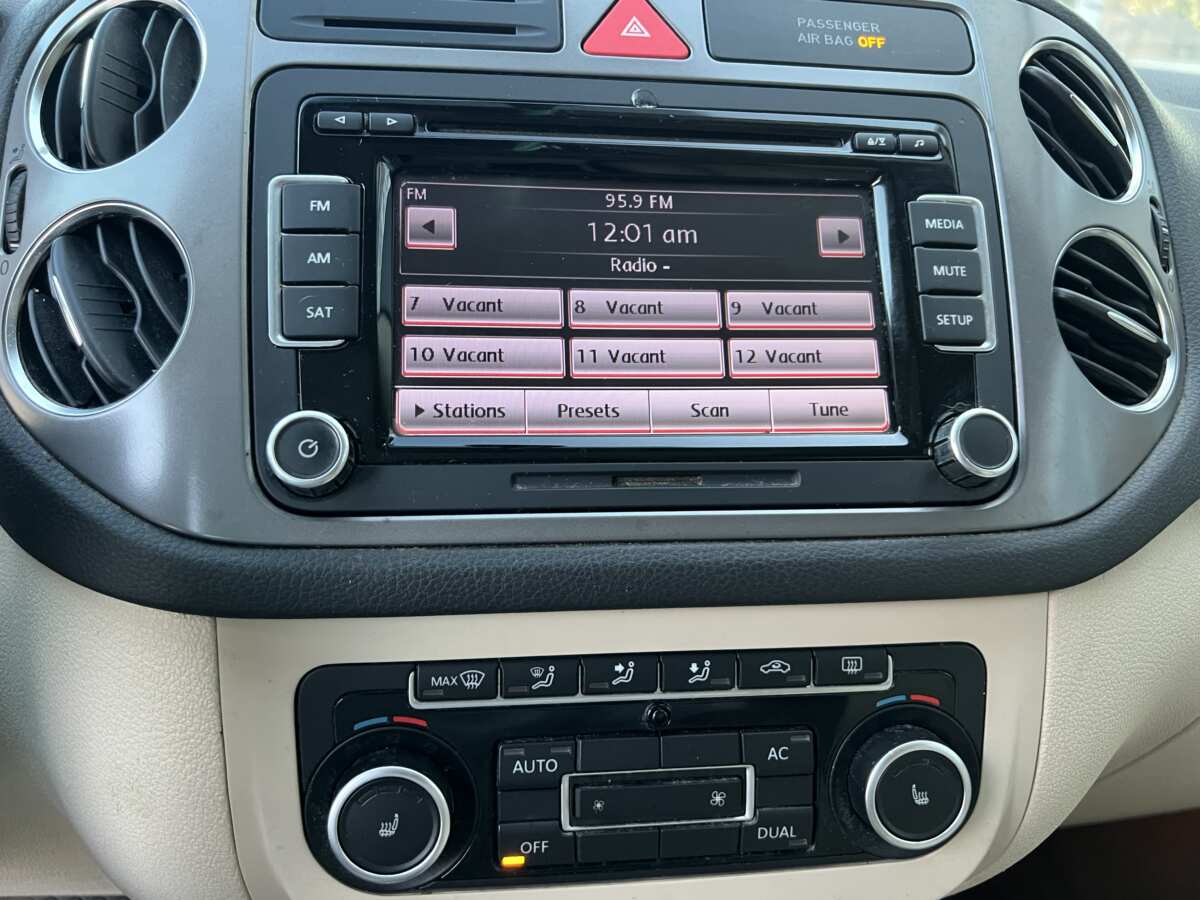 PASSENGER
AIR BAG OFF
FM
95.9 FM
12:01 am
Radio -
FM
AM
SAT
MEDIA
MUTE
SETUP
7 Vacant
8 Vacant
9 Vacant
10 Vacant
11 Vacant
12 Vacant
Stations
Presets
Scan
Tune
MAX
AUTO
AC
OFF
DUAL